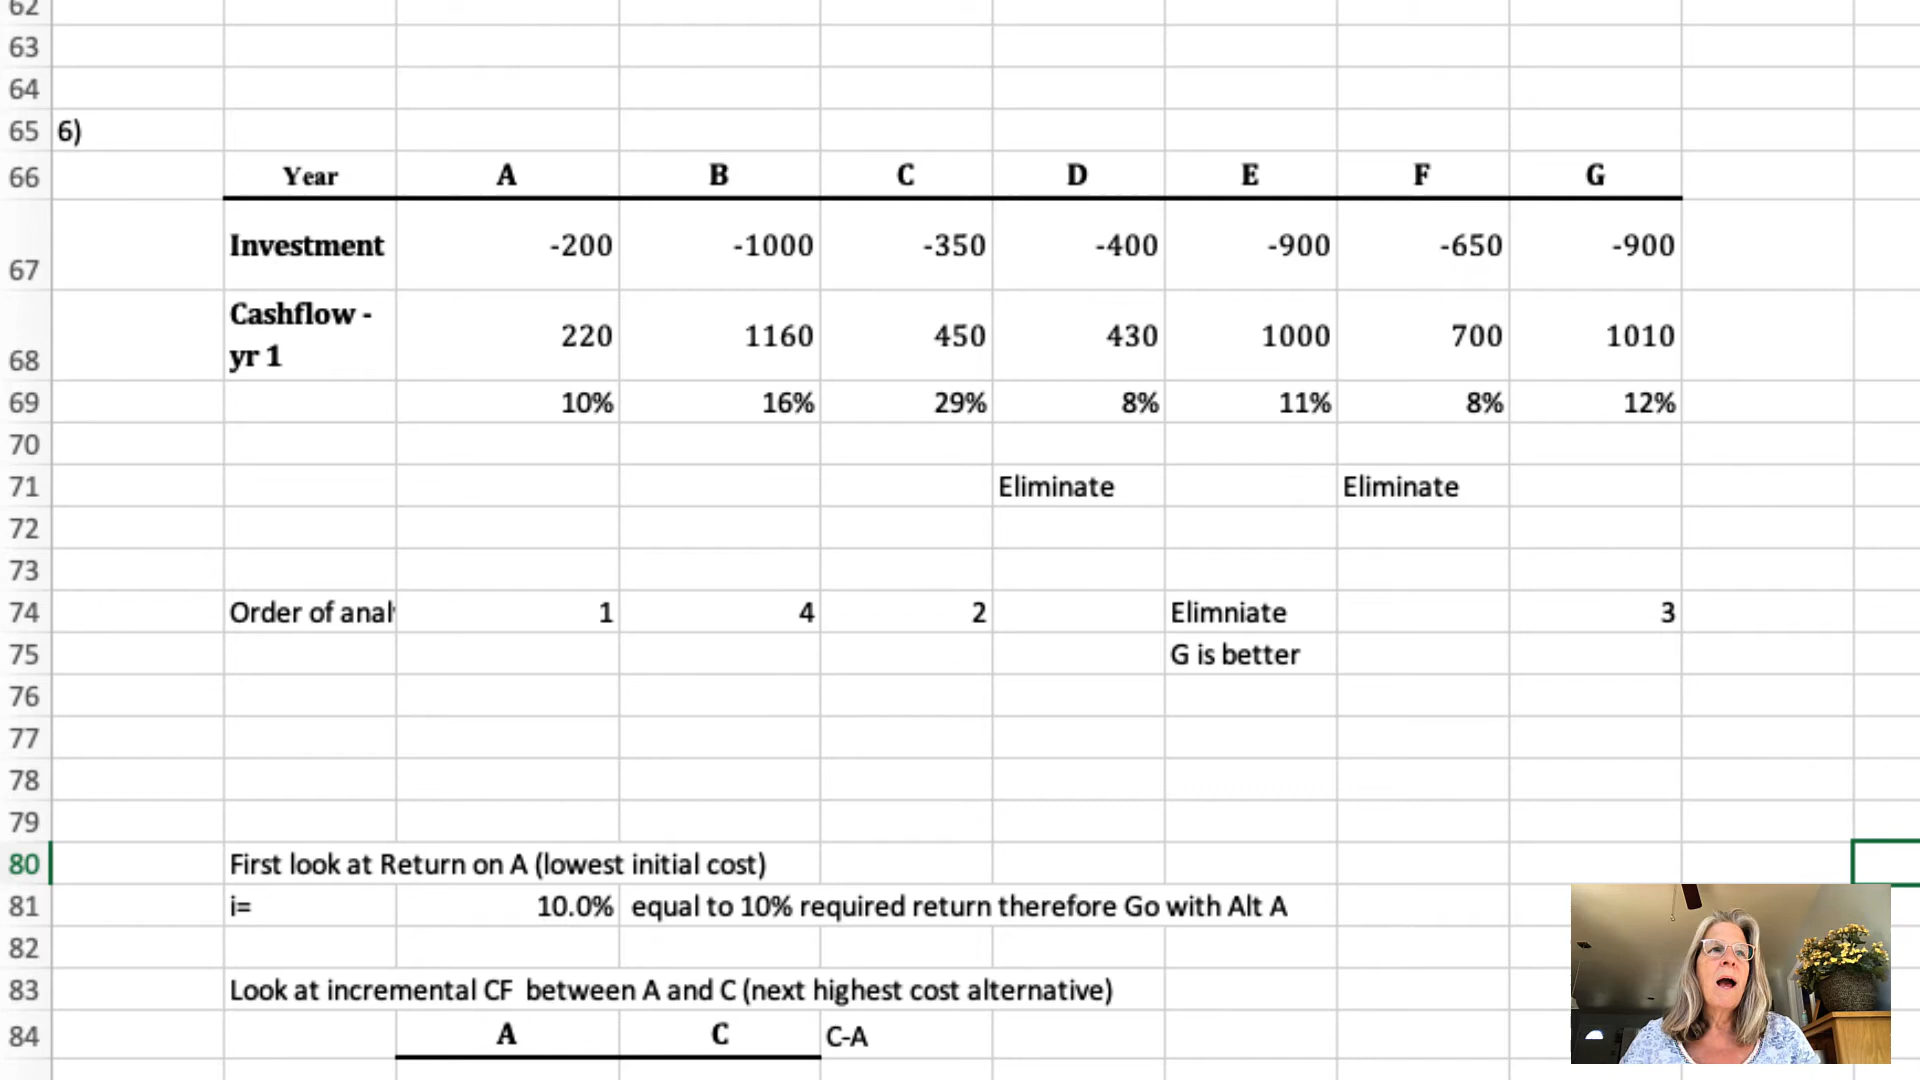 62
63
64
65 6)
66 Year A B C D E F G
67 Investment -200 -1000 -350 -400 -900 -650 -900
Cashflow -
68 yr 1 220 1160 450 430 1000 700 1010
69 10% 16% 29% 8% 11% 8% 12%
70
71 Eliminate Eliminate
72
73
74 Order of anal 1 4 2 Elimniate 3
75 G is better
76
77
78
79
80 First look at Return on A (lowest initial cost)
81 i= 10.0% equal to 10% required return therefore Go with Alt A
82
83 Look at incremental CF between A and C (next highest cost alternative)
84 A C C-A